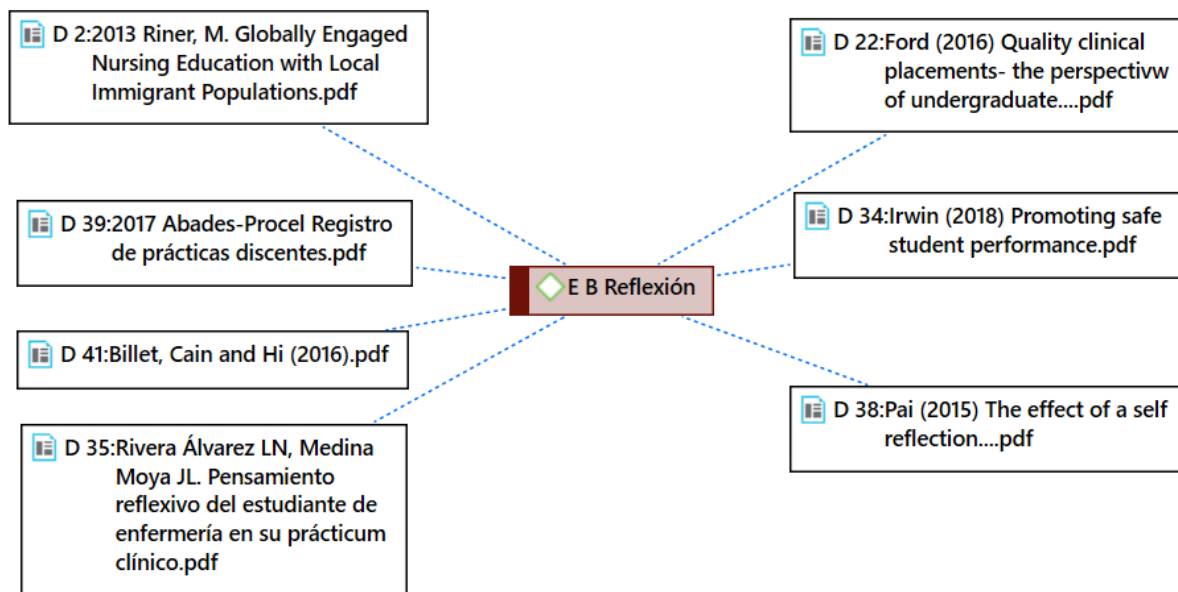 D 2:2013 Riner, M. Globally Engaged
Nursing Education with Local
Immigrant Populations.pdf
D 22:Ford (2016) Quality clinical
placements- the perspectivw
of undergraduate....pdf
D 39:2017 Abades-Procel Registro
de prácticas discentes.pdf
D 34:Irwin (2018) Promoting safe
student performance.pdf
E B Reflexión
D 41:Billet, Cain and Hi (2016).pdf
D 38:Pai (2015) The effect of a self
reflection....pdf
D 35:Rivera Álvarez LN, Medina
Moya JL. Pensamiento
reflexivo del estudiante de
enfermería en su prácticum
clínico.pdf